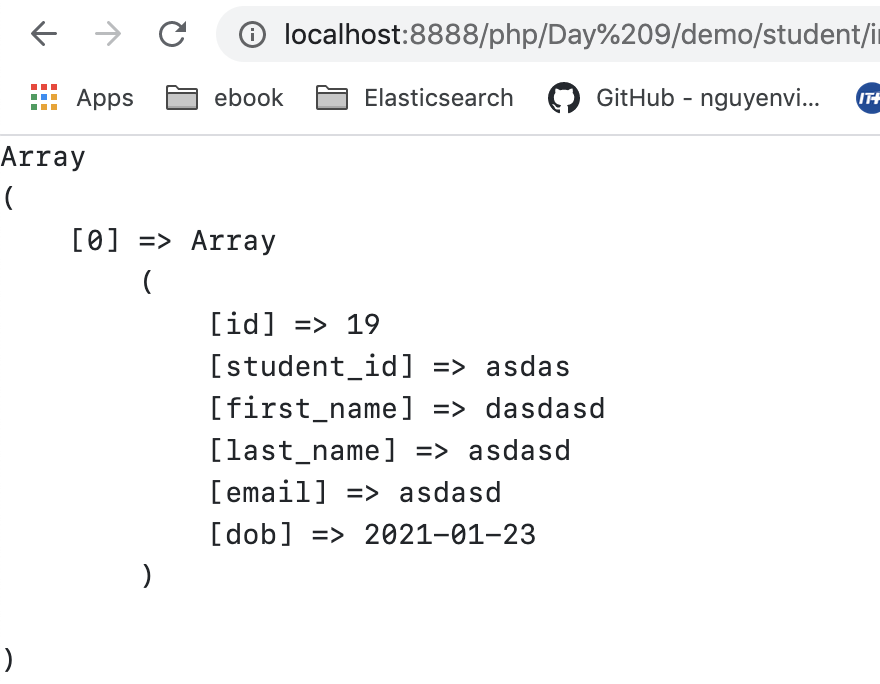 localhost:8888/php/Day%209/demo/student/i
Apps ebook Elasticsearch GitHub - nguyenvi... IT+
Array
(
    [0] => Array
        (
            [id] => 19
            [student_id] => asdas
            [first_name] => dasdasd
            [last_name] => asdasd
            [email] => asdasd
            [dob] => 2021-01-23
        )

)